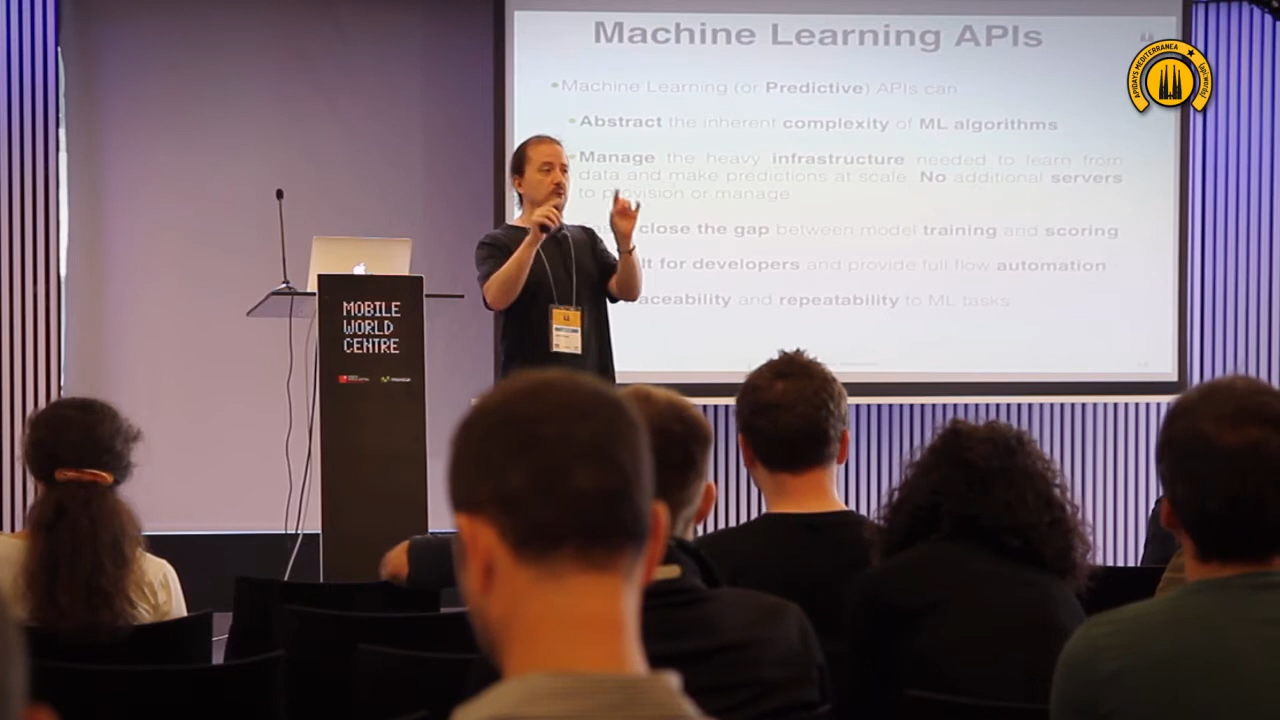 Machine Learning APIs
Machine Learning (or Predictive) APIs can
Abstract the inherent complexity of ML algorithms
Manage the heavy infrastructure needed to learn from
data and make predictions at scale. No additional servers
to provision or manage
close the gap between model training and scoring
for developers and provide full flow automation
and repeatability to ML tasks
APIDAYS MEDITERRANEA
MOBILE
WORLD
CENTRE